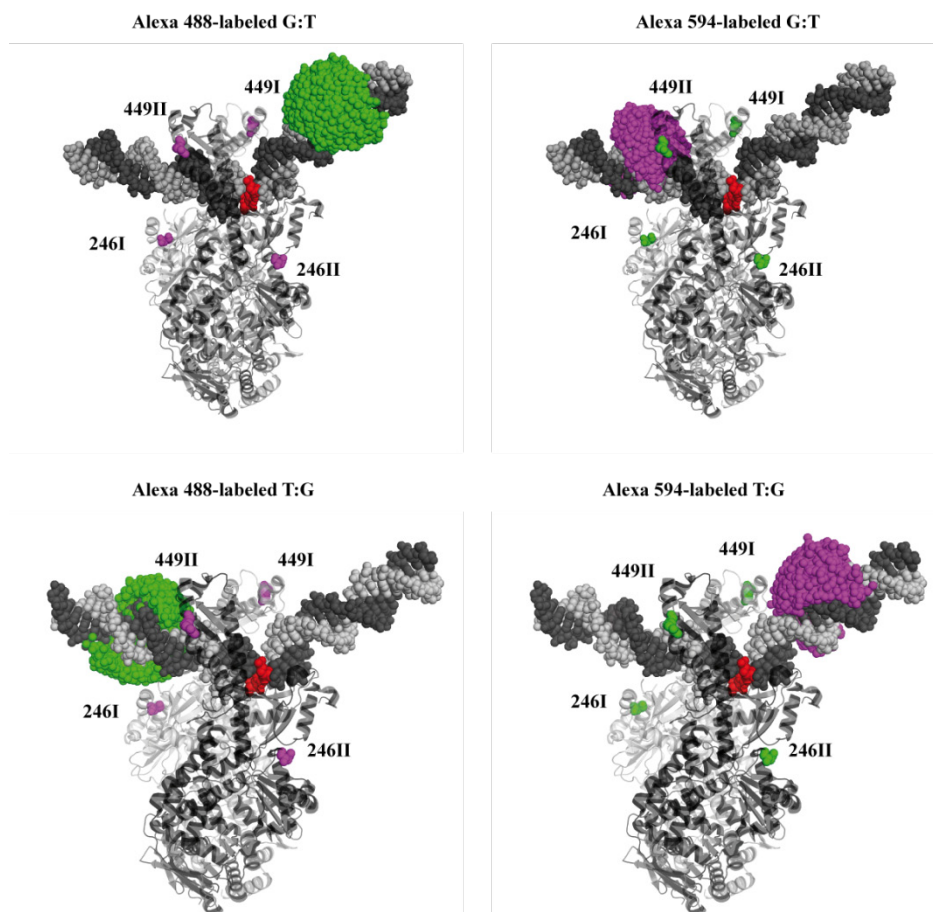 Alexa 488-labeled G:T
Alexa 594-labeled G:T
449II
449I
246I
246II
449II
449I
246I
246II
Alexa 488-labeled T:G
Alexa 594-labeled T:G
449II
449I
246I
246II
449II
449I
246I
246II